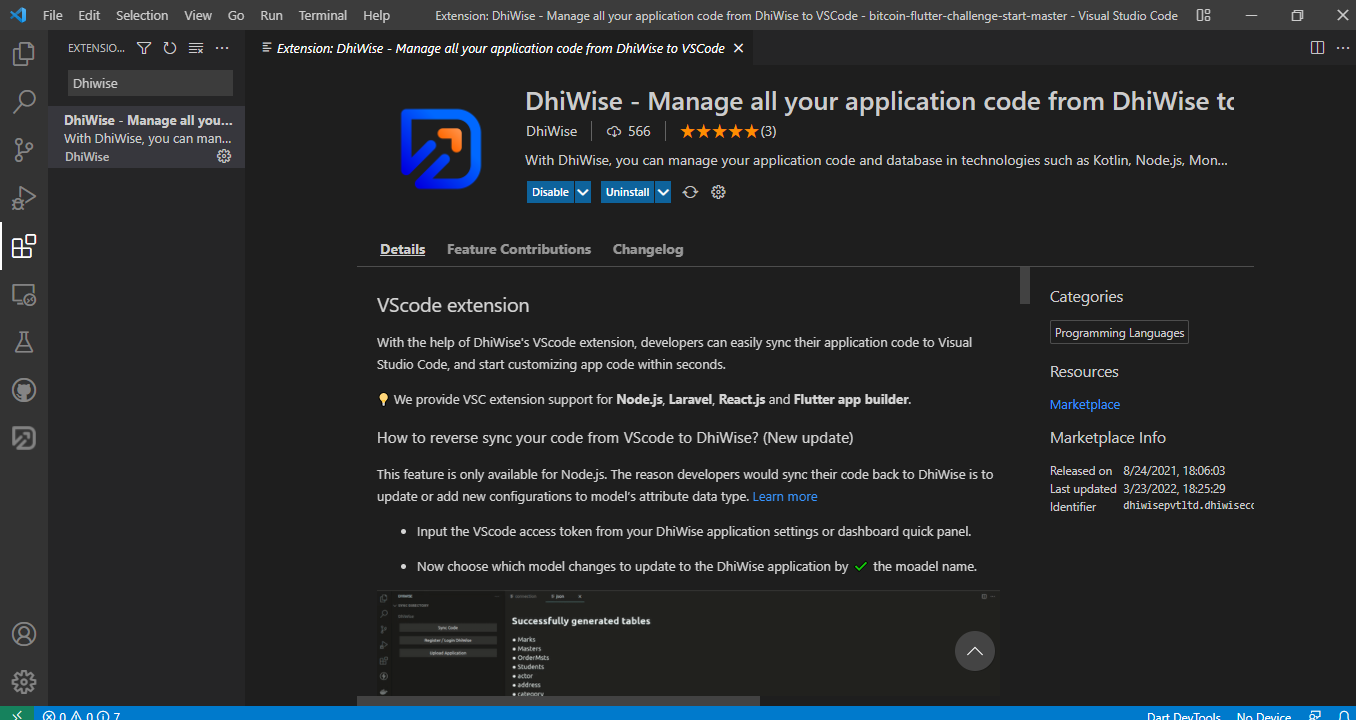 File Edit Selection View Go Run Terminal Help Extension: DhiWise - Manage all your application code from DhiWise to VSCode - bitcoin-flutter-challenge-start-master - Visual Studio Code
EXTENSIO... Extension: DhiWise - Manage all your application code from DhiWise to VSCode
Dhiwise
DhiWise - Manage all you...
With DhiWise, you can man...
DhiWise
DhiWise - Manage all your application code from DhiWise to
DhiWise 566 (3)
With DhiWise, you can manage your application code and database in technologies such as Kotlin, Node.js, Mon...
Disable Uninstall
Details Feature Contributions Changelog
VScode extension
With the help of DhiWise's VScode extension, developers can easily sync their application code to Visual
Studio Code, and start customizing app code within seconds.
We provide VSC extension support for Node.js, Laravel, React.js and Flutter app builder.
How to reverse sync your code from VScode to DhiWise? (New update)
This feature is only available for Node.js. The reason developers would sync their code back to DhiWise is to
update or add new configurations to model's attribute data type. Learn more
• Input the VScode access token from your DhiWise application settings or dashboard quick panel.
• Now choose which model changes to update to the DhiWise application by ✓ the moadel name.
Sync Code
Register / Login DhiWise
Upload Application
Successfully generated tables
• Marks
• Masters
• OrderMsts
• Students
• actor
• address
• category
Categories
Programming Languages
Resources
Marketplace
Marketplace Info
Released on 8/24/2021, 18:06:03
Last updated 3/23/2022, 18:25:29
Identifier dhiwisepvtltd.dhiwisecc
0 0 7 Dart DevTools No Device